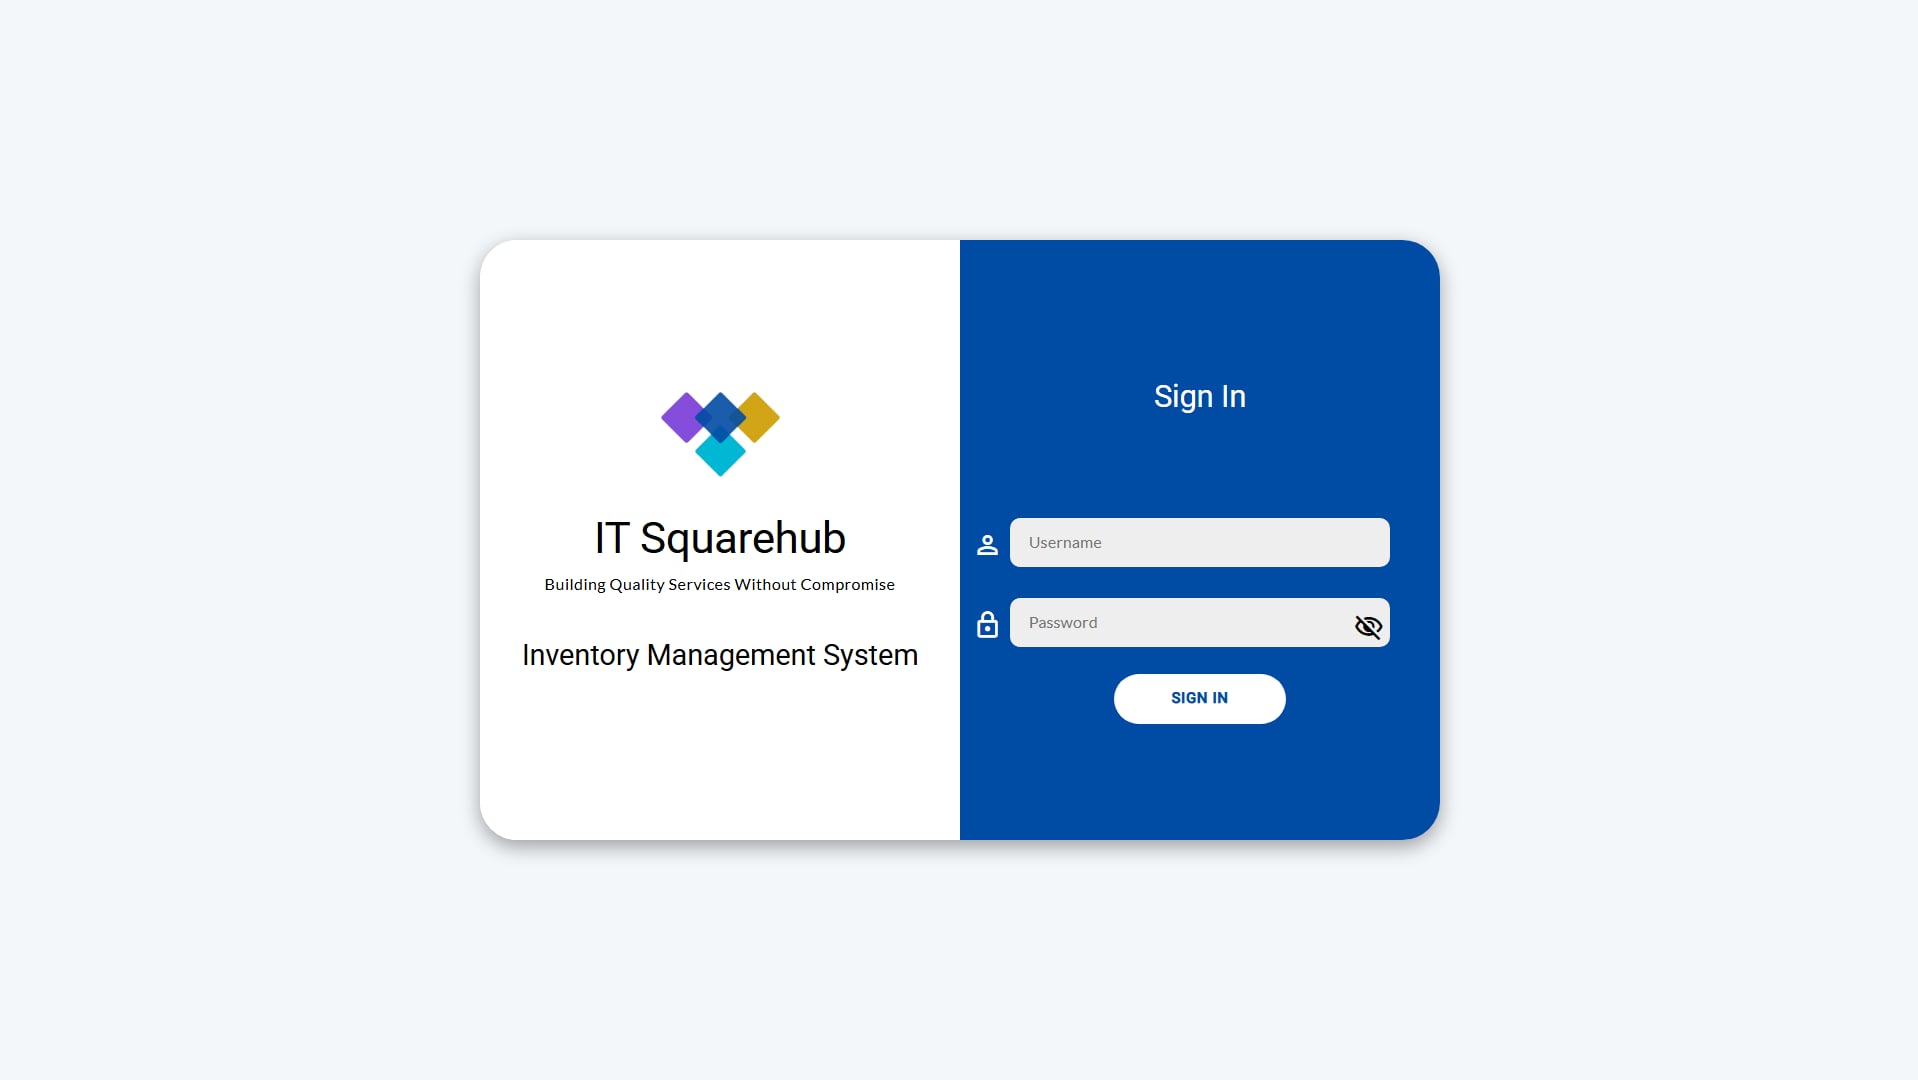 IT Squarehub
Building Quality Services Without Compromise
Inventory Management System
Sign In
Username
Password
SIGN IN